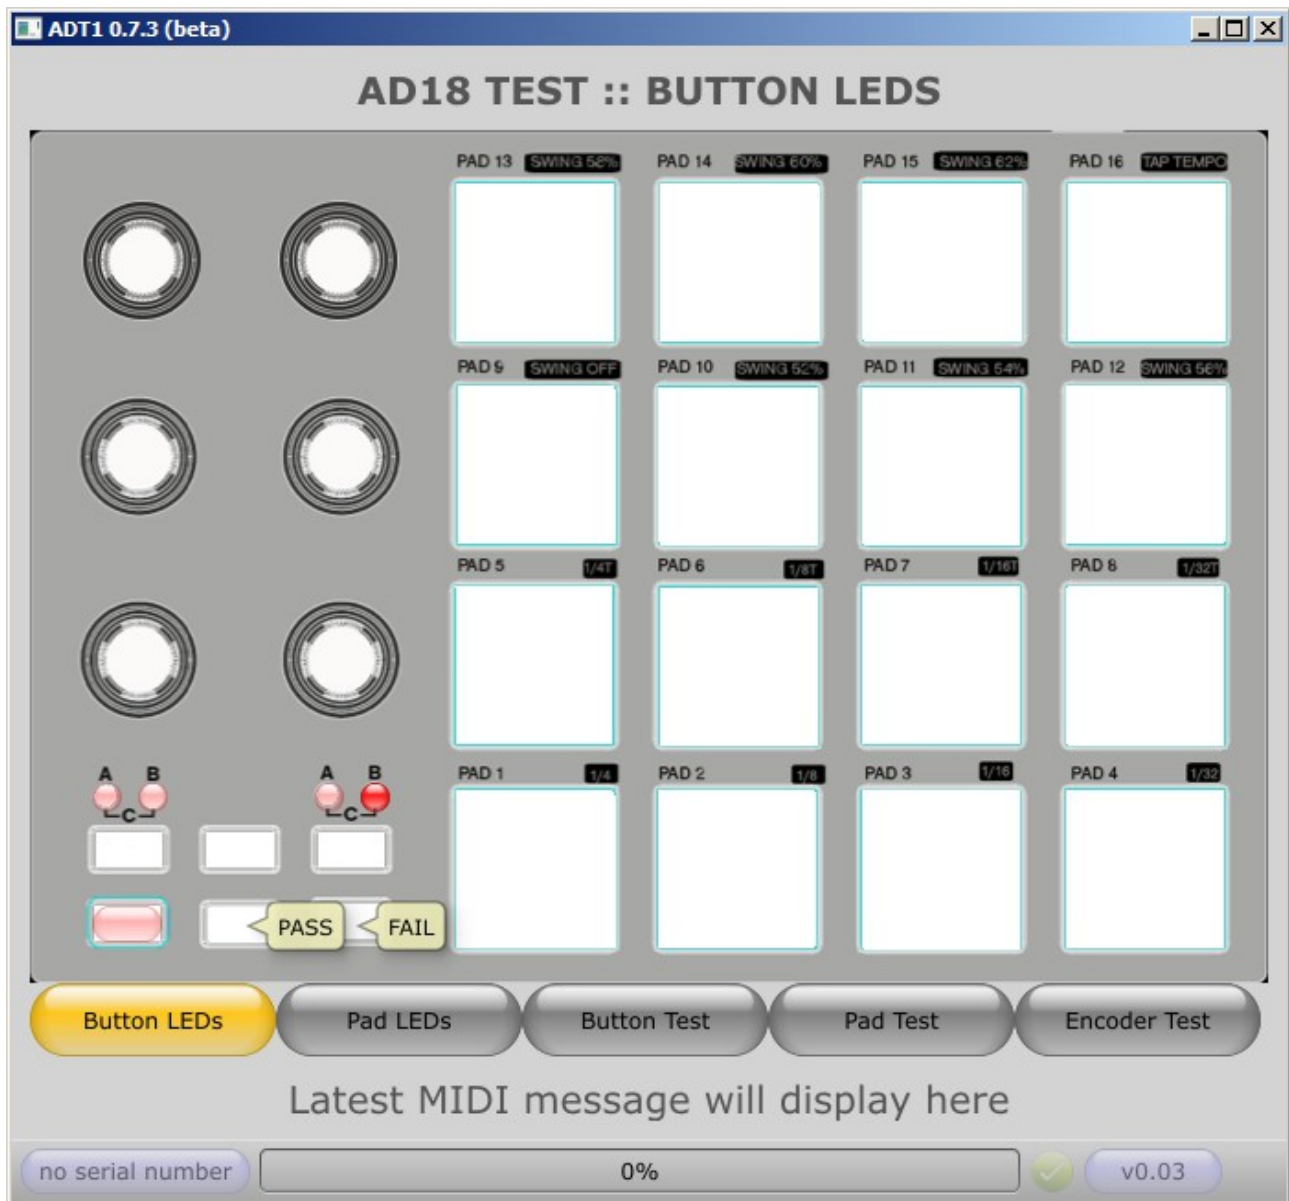 ADT1 0.7.3 (beta)
AD18 TEST :: BUTTON LEDS
PAD 13 SWING 58% PAD 14 SWING 60% PAD 15 SWING 62% PAD 16 TAP TEMPO
PAD 9 SWING OFF PAD 10 SWING 52% PAD 11 SWING 54% PAD 12 SWING 56%
PAD 5 1/4T PAD 6 1/8T PAD 7 1/16T PAD 8 1/32T
A B A B PAD 1 1/4 PAD 2 1/8 PAD 3 1/16 PAD 4 1/32
C C
PASS FAIL
Button LEDs Pad LEDs Button Test Pad Test Encoder Test
Latest MIDI message will display here
no serial number 0% v0.03